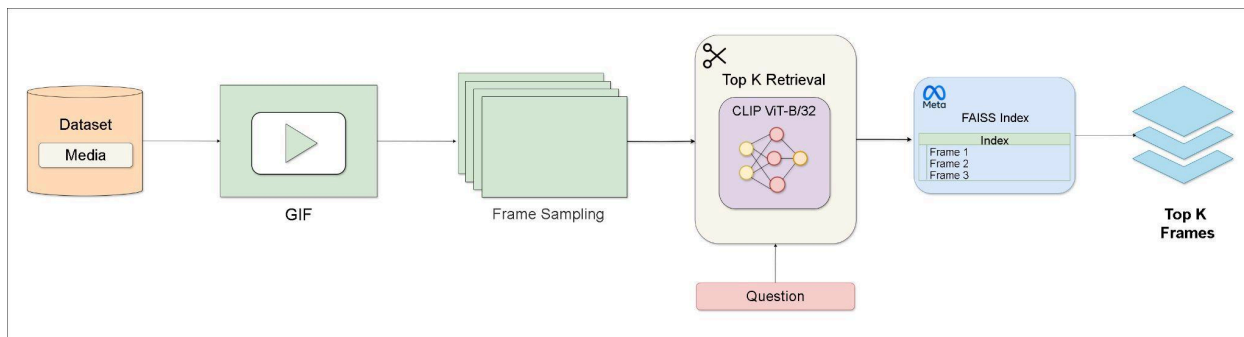 Dataset
Media
GIF
Frame Sampling
Top K Retrieval
CLIP ViT-B/32
Question
Meta
FAISS Index
Index
Frame 1
Frame 2
Frame 3
Top K
Frames